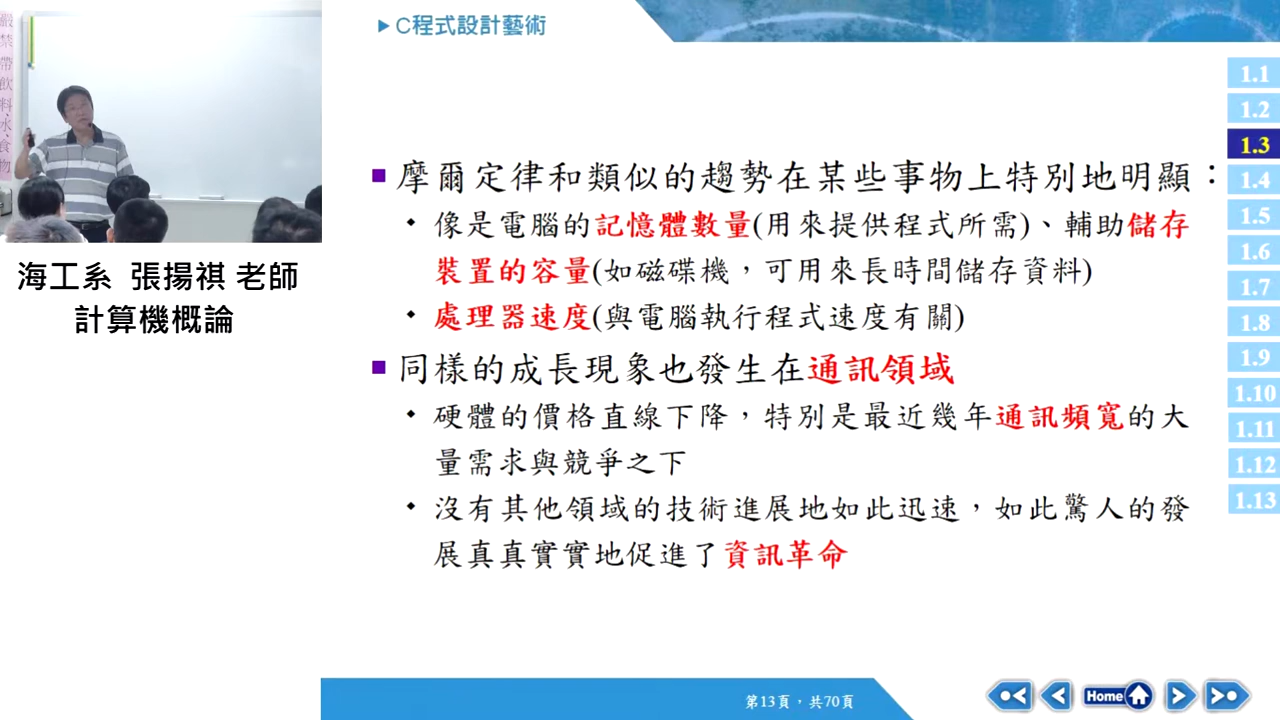 嚴禁帶飲料、水、食物
海工系 張揚祺 老師
計算機概論
C程式設計藝術
摩爾定律和類似的趨勢在某些事物上特別地明顯：
像是電腦的記憶體數量(用來提供程式所需)、輔助儲存
裝置的容量(如磁碟機，可用來長時間儲存資料)
處理器速度(與電腦執行程式速度有關)
同樣的成長現象也發生在通訊領域
硬體的價格直線下降，特別是最近幾年通訊頻寬的大
量需求與競爭之下
沒有其他領域的技術進展地如此迅速，如此驚人的發
展真真實實地促進了資訊革命
1.1
1.2
1.3
1.4
1.5
1.6
1.7
1.8
1.9
1.10
1.11
1.12
1.13
第13頁，共70頁
Home